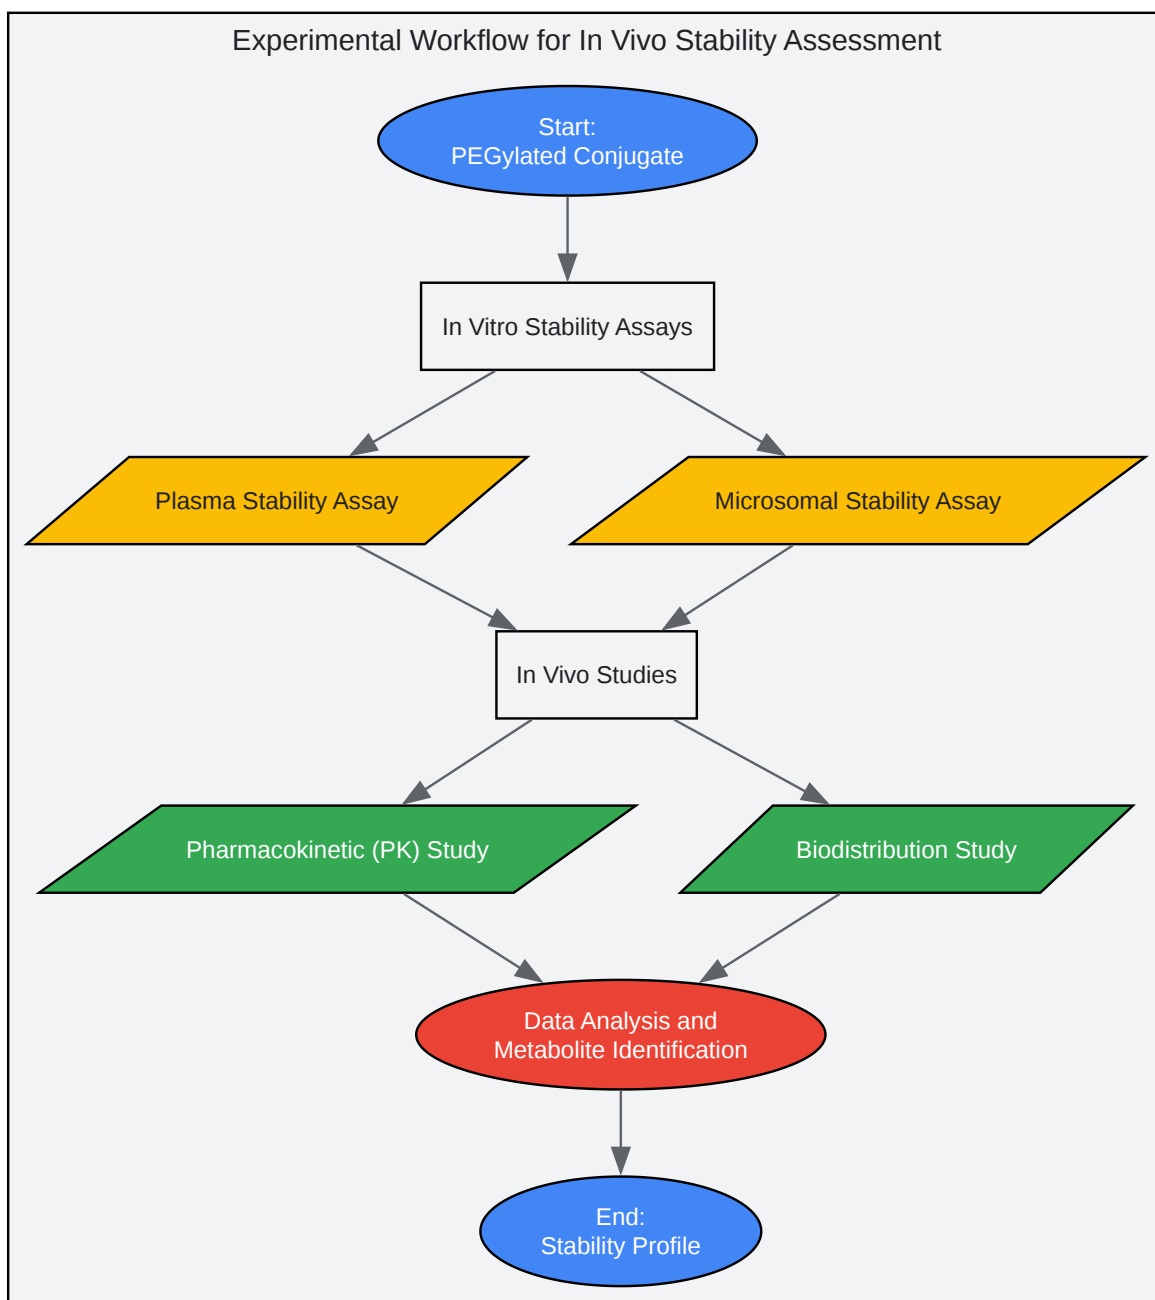 Experimental Workflow for In Vivo Stability Assessment
Start:
PEGylated Conjugate
In Vitro Stability Assays
Plasma Stability Assay
Microsomal Stability Assay
In Vivo Studies
Pharmacokinetic (PK) Study
Biodistribution Study
Data Analysis and
Metabolite Identification
End:
Stability Profile